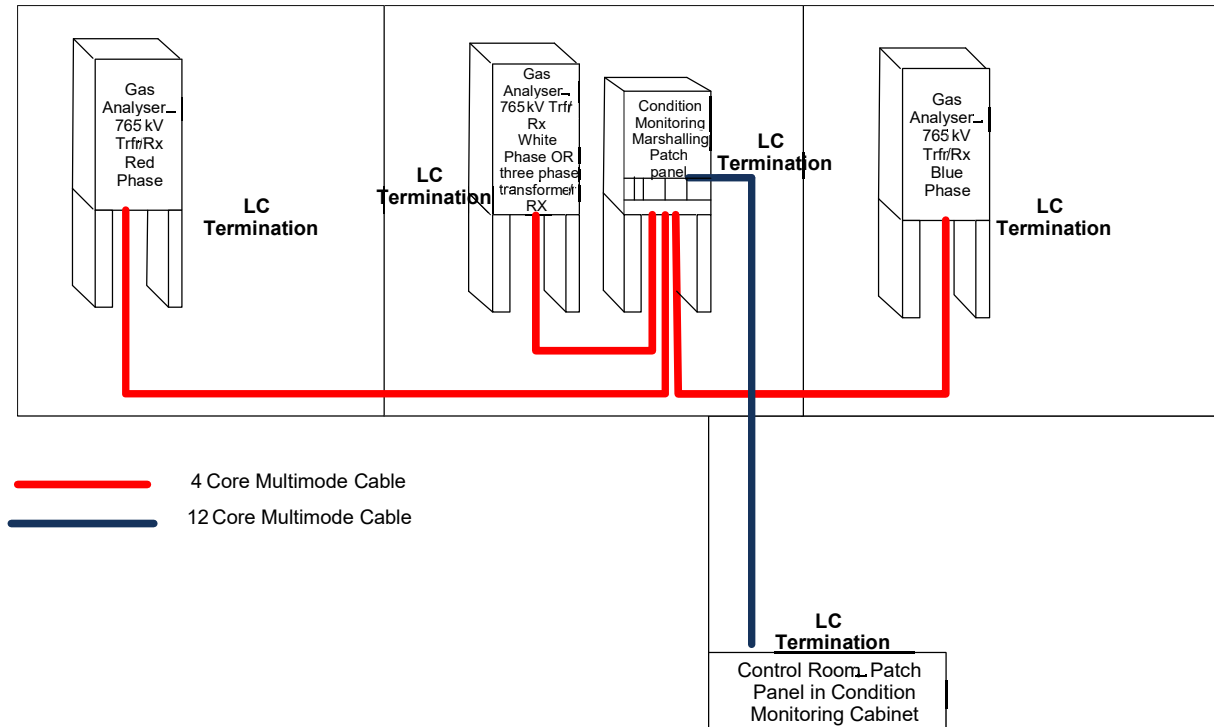 Gas
Analyser
765 kV
Trfr/Rx
Red
Phase
LC
Termination
Gas
Analyser
765 kV Trfr/
Rx
White
Phase OR
three phase
transformer
RX
LC
Termination
Condition
Monitoring
Marshalling
Patch
panel
LC
Termination
Gas
Analyser
765 kV
Trfr/Rx
Blue
Phase
LC
Termination
4 Core Multimode Cable
12 Core Multimode Cable
LC
Termination
Control Room Patch
Panel in Condition
Monitoring Cabinet